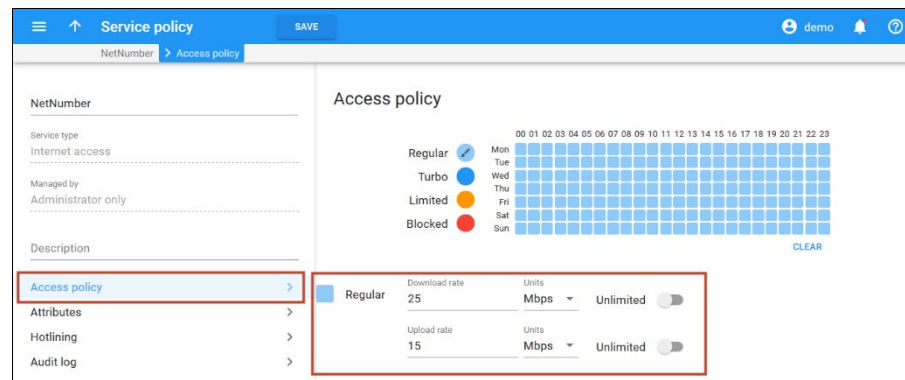 Service policy SAVE demo
NetNumber Access policy
NetNumber
Service type
Internet access
Managed by
Administrator only
Description
Access policy
Attributes
Hotlining
Audit log
Access policy
00 01 02 03 04 05 06 07 08 09 10 11 12 13 14 15 16 17 18 19 20 21 22 23
Regular
Turbo
Limited
Blocked
Mon
Tue
Wed
Thu
Fri
Sat
Sun
CLEAR
Regular
Download rate Units
25 Mbps Unlimited
Upload rate Units
15 Mbps Unlimited